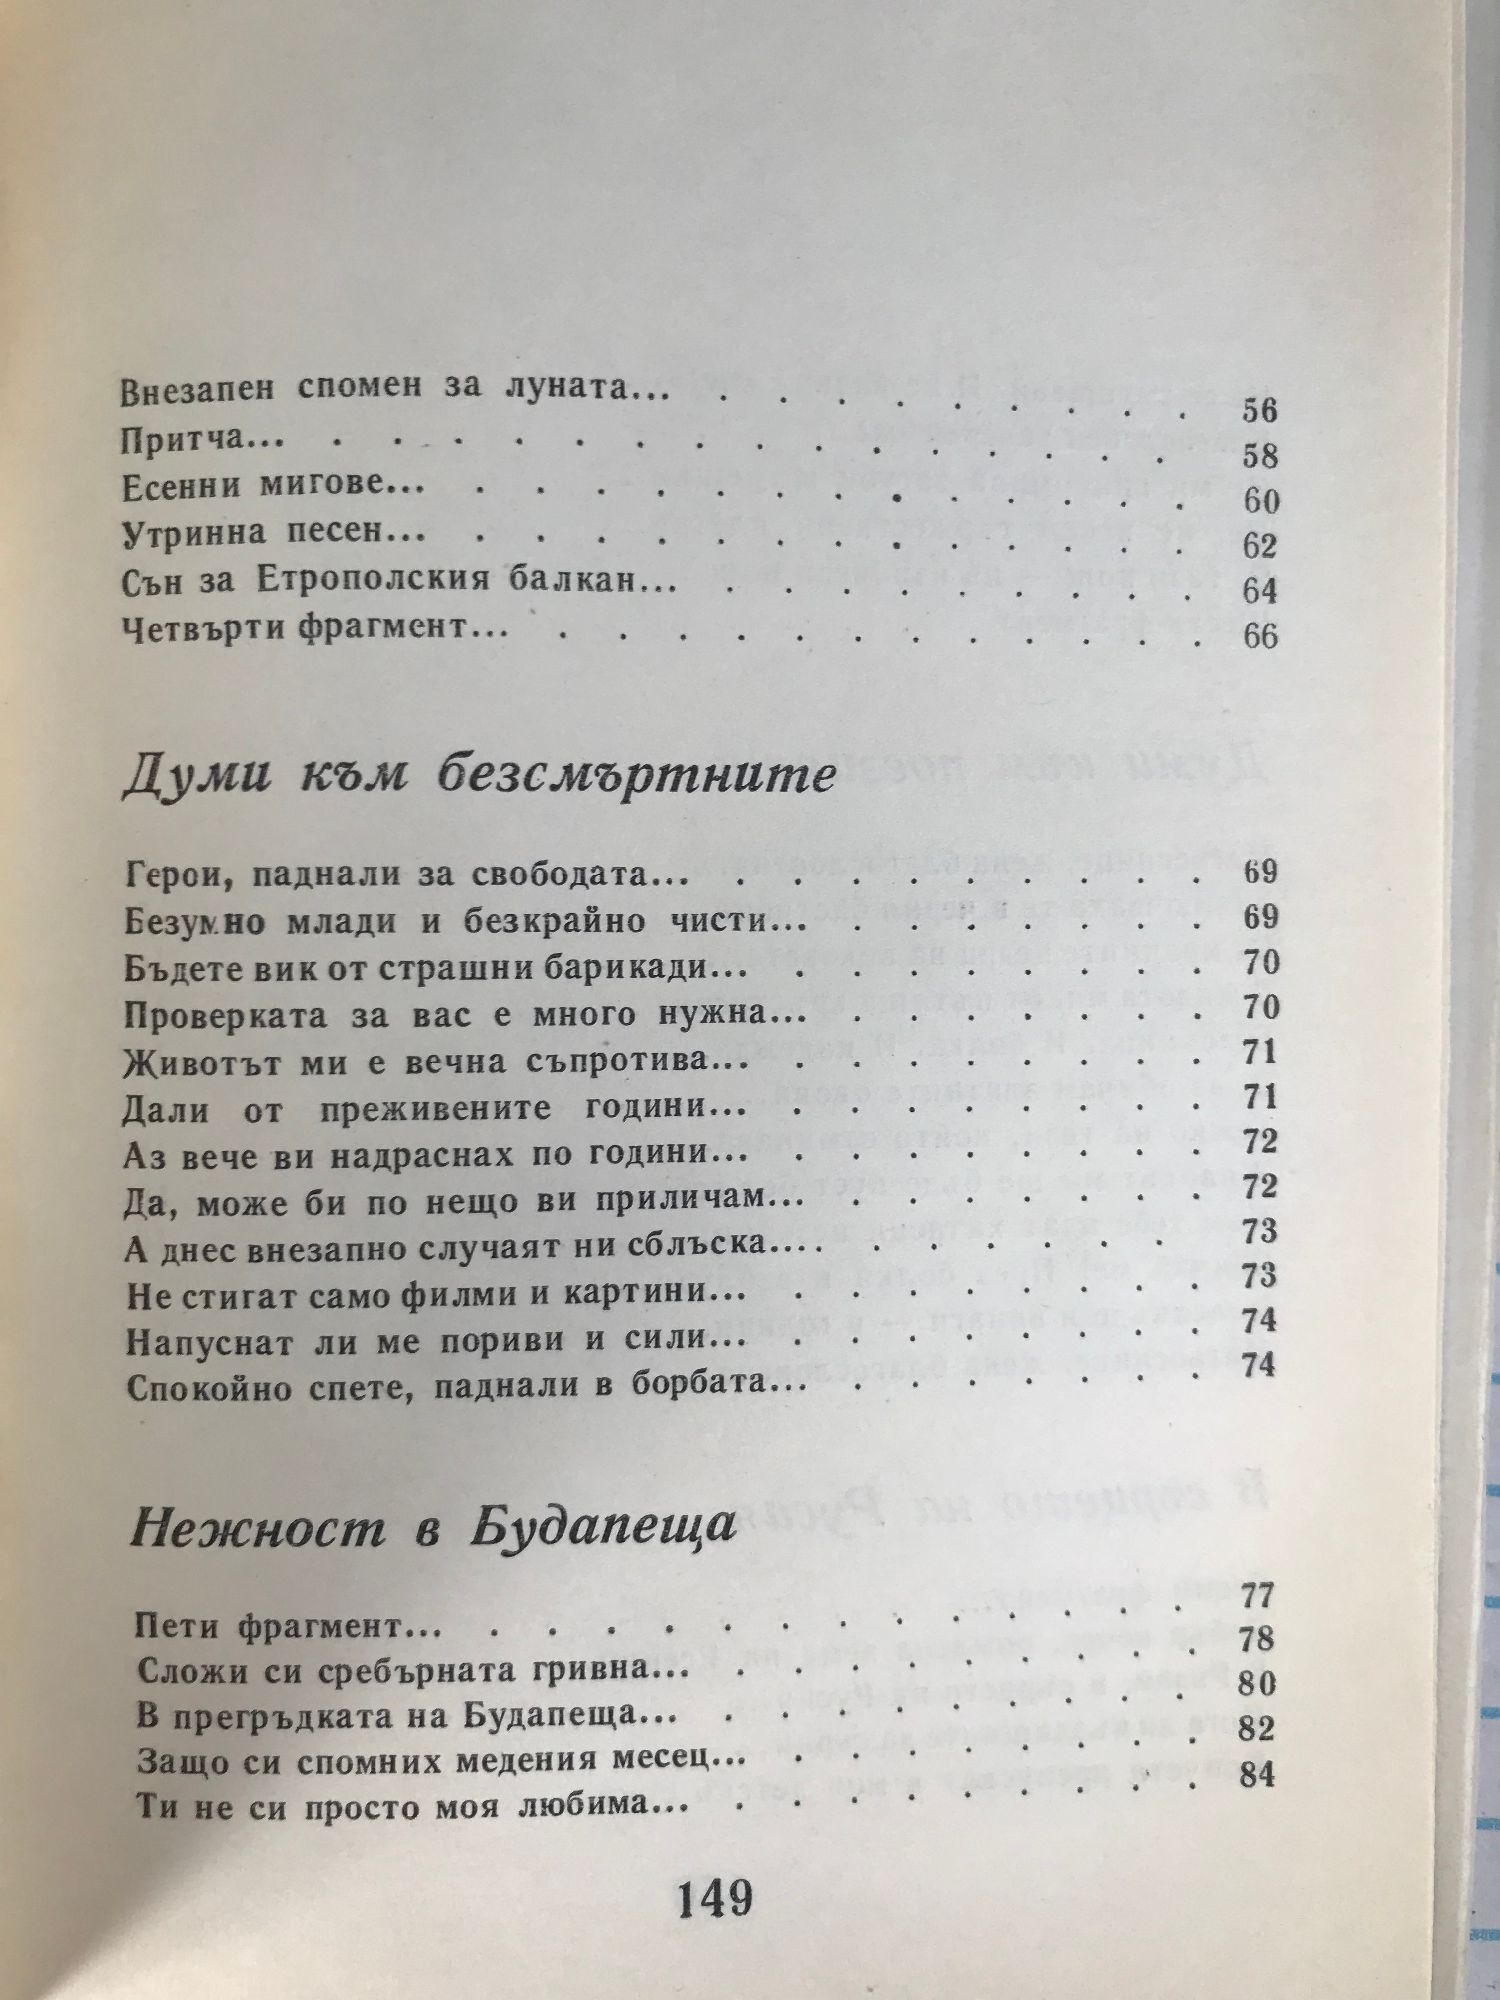 Внезапен спомен за луната... . . . . . . . . . 56
Притча... . . . . . . . . . . . . . . . 58
Есенни мигове... . . . . . . . . . . . . . 60
Утринна песен... . . . . . . . . . . . . . 62
Сън за Етрополския балкан... . . . . . . . . . 64
Четвърти фрагмент... . . . . . . . . . . . . 66
Думи към безсмъртните
Герои, паднали за свободата... . . . . . . . . . 69
Безумно млади и безкрайно чисти... . . . . . . . 69
Бъдете вик от страшни барикади... . . . . . . . . 70
Проверката за вас е много нужна... . . . . . . . 70
Животът ми е вечна съпротива... . . . . . . . . 71
Дали от преживените години... . . . . . . . . 71
Аз вече ви надраснах по години... . . . . . . . . 72
Да, може би по нещо ви приличам... . . . . . . . 72
А днес внезапно случаят ни сблъска.... . . . . . . 73
Не стигат само филми и картини... . . . . . . . . 73
Напуснат ли ме пориви и сили... . . . . . . . . 74
Спокойно спете, паднали в борбата... . . . . . . . 74
Нежност в Будапеща
Пети фрагмент... . . . . . . . . . . . . . 77
Сложи си сребърната гривна... . . . . . . . . . 78
В прегръдката на Будапеща... . . . . . . . . . 80
Защо си спомних медения месец... . . . . . . . . 82
Ти не си просто моя любима... . . . . . . . . . 84
149